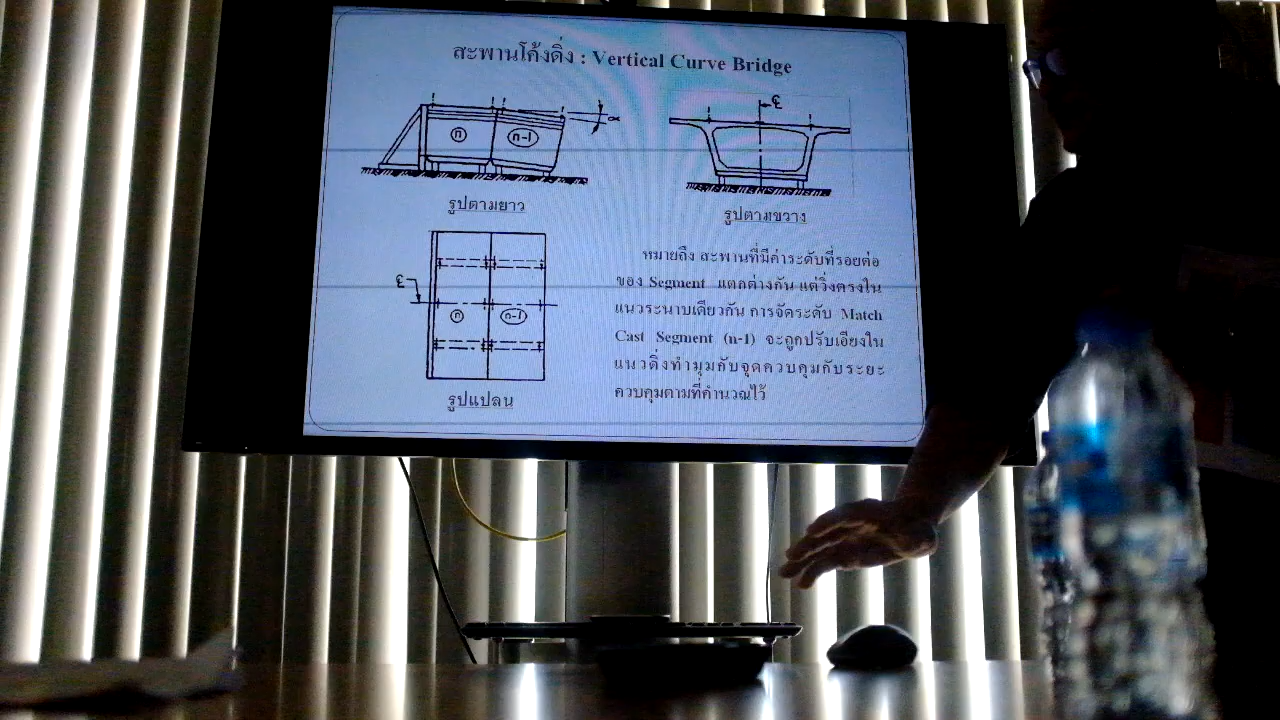 สะพานโค้งดิ่ง : Vertical Curve Bridge
n
n-1
α
รูปตามยาว
℄
รูปตามขวาง
℄
n
n-1
รูปแปลน
หมายถึง สะพานที่มีค่าระดับที่รอยต่อ
ของ Segment แตกต่างกัน แต่วิ่งตรงใน
แนวระนาบเดียวกัน การจัดระดับ Match
Cast Segment (n-1) จะถูกปรับเอียงใน
แนวดิ่งทำมุมกับจุดควบคุมกับระยะ
ควบคุมตามที่คำนวณไว้